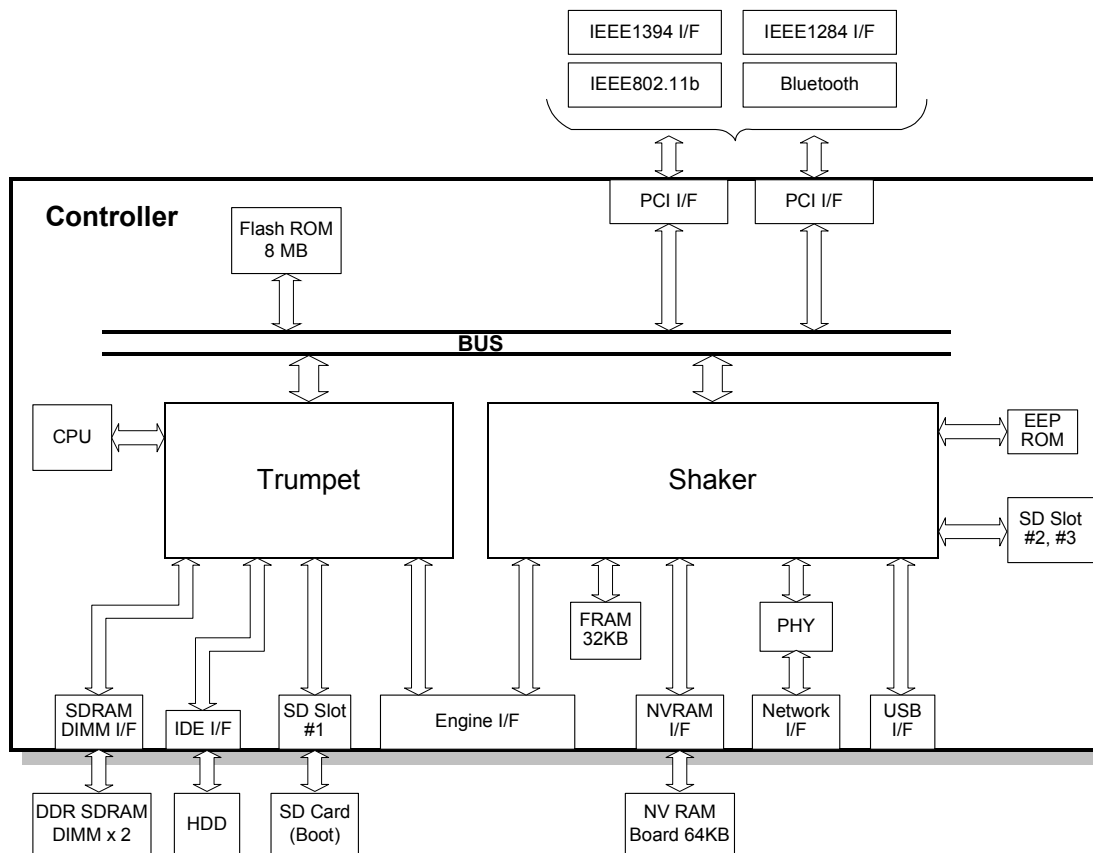 IEEE1394 I/F
IEEE1284 I/F
IEEE802.11b
Bluetooth
PCI I/F
PCI I/F
Controller
Flash ROM
8 MB
BUS
CPU
Trumpet
Shaker
EEP
ROM
SD Slot
#2, #3
FRAM
32KB
PHY
SDRAM
DIMM I/F
IDE I/F
SD Slot
#1
Engine I/F
NVRAM
I/F
Network
I/F
USB
I/F
DDR SDRAM
DIMM x 2
HDD
SD Card
(Boot)
NV RAM
Board 64KB